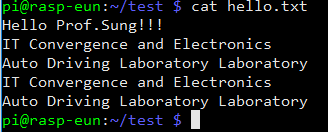 pi@rasp-eun:~/test $ cat hello.txt
Hello Prof.Sung!!!
IT Convergence and Electronics
Auto Driving Laboratory Laboratory
IT Convergence and Electronics
Auto Driving Laboratory Laboratory
pi@rasp-eun:~/test $